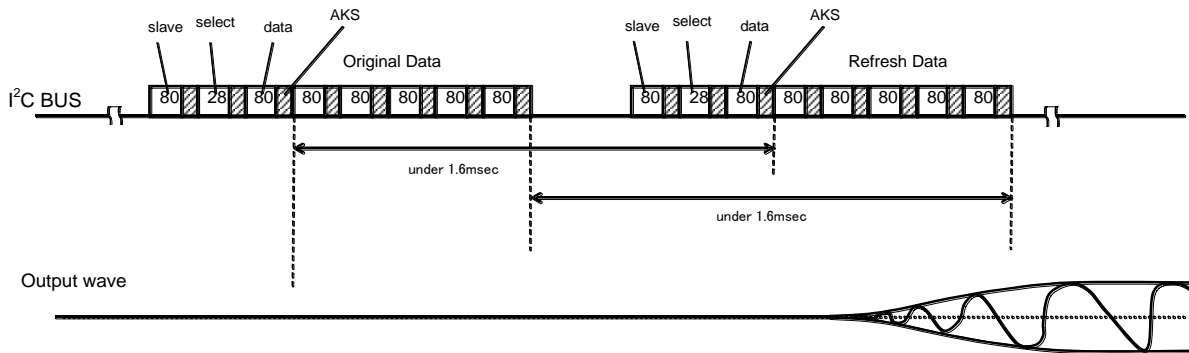 slave select data AKS slave select data AKS
Original Data Refresh Data
I²C BUS 80 28 80 80 80 80 80 80 80 28 80 80 80 80 80 80
under 1.6msec
under 1.6msec
Output wave